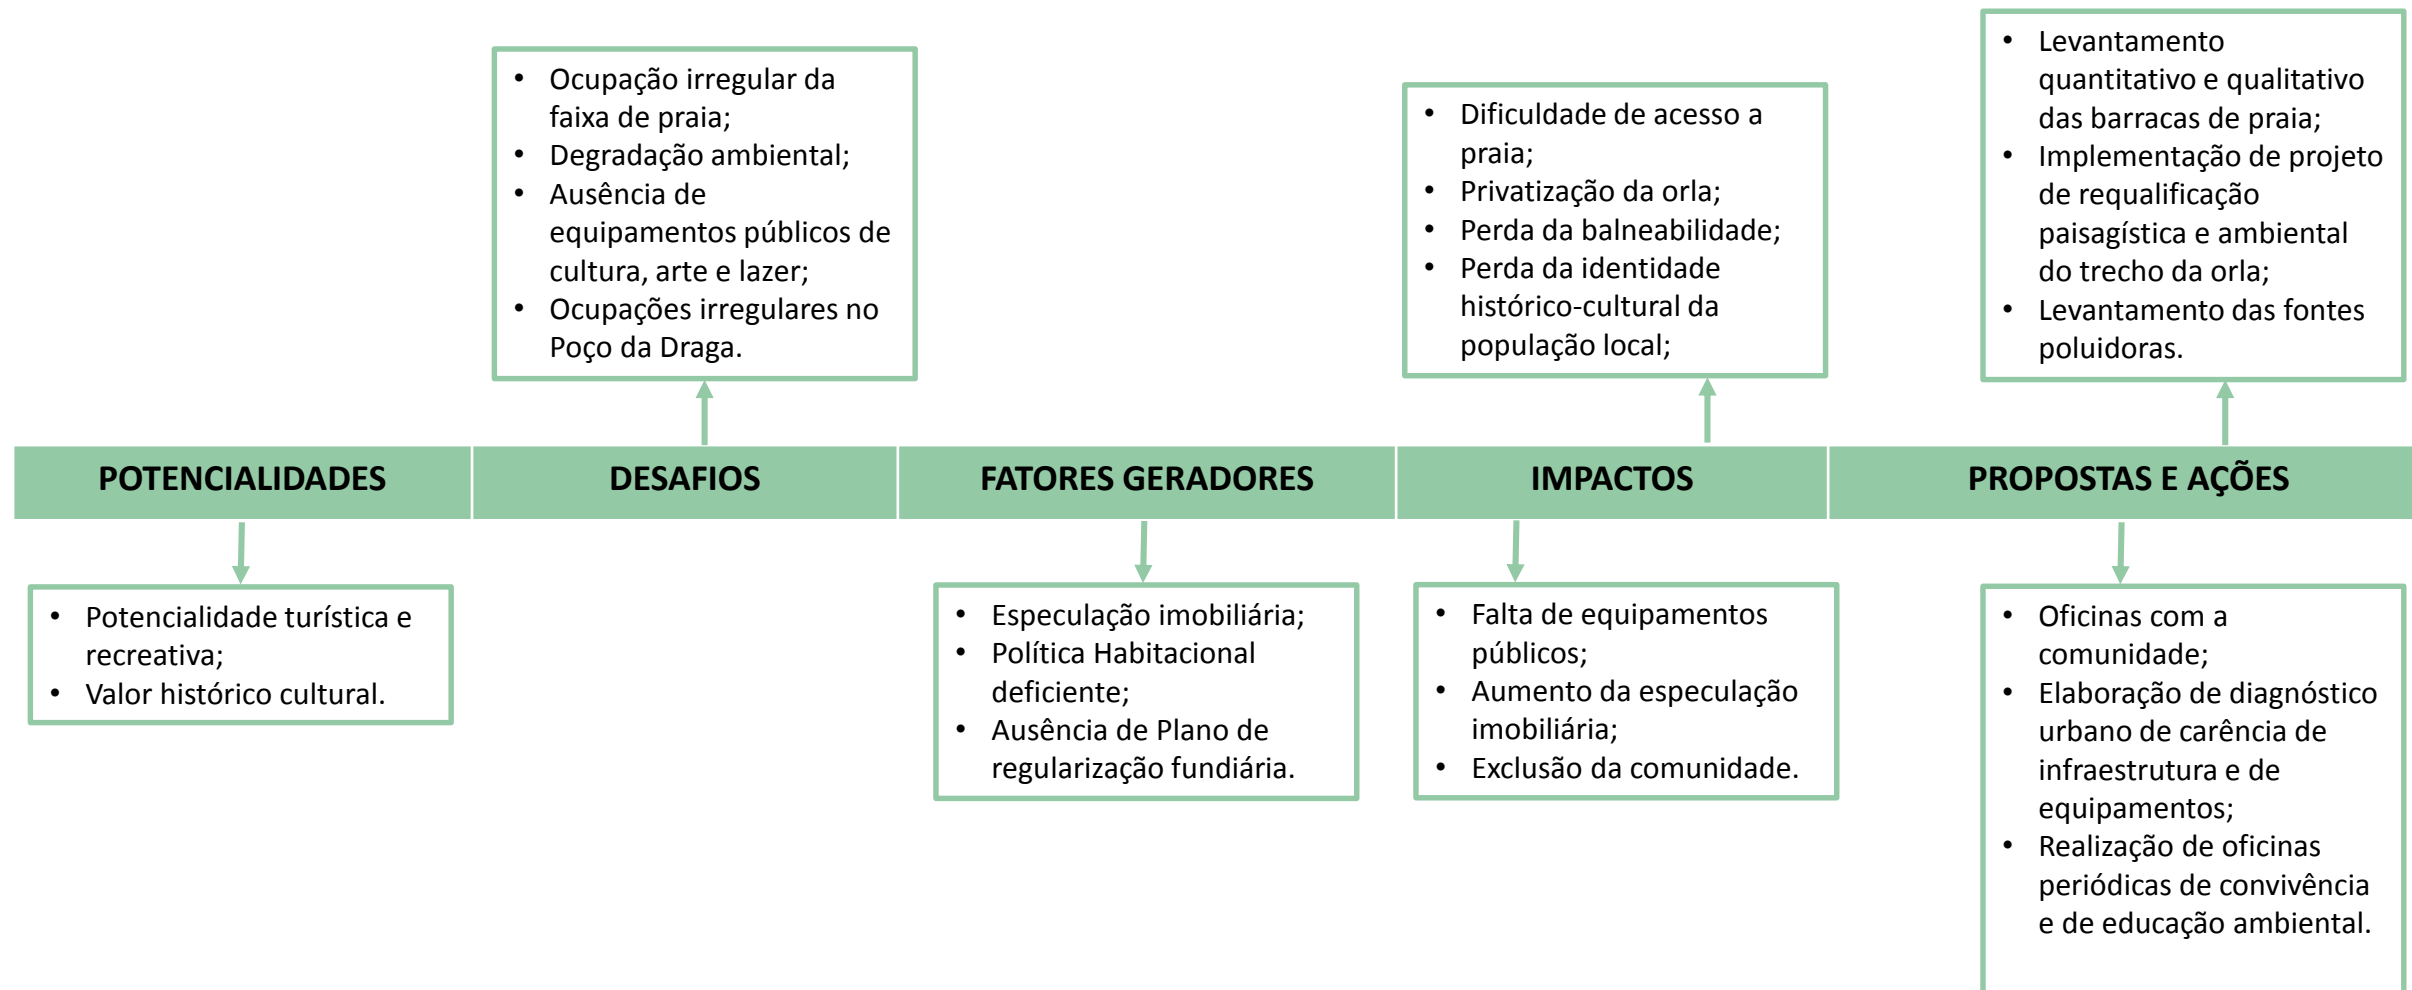 • Ocupação irregular da
faixa de praia;
• Degradação ambiental;
• Ausência de
equipamentos públicos de
cultura, arte e lazer;
• Ocupações irregulares no
Poço da Draga.
• Dificuldade de acesso a
praia;
• Privatização da orla;
• Perda da balneabilidade;
• Perda da identidade
histórico-cultural da
população local;
• Levantamento
quantitativo e qualitativo
das barracas de praia;
• Implementação de projeto
de requalificação
paisagística e ambiental
do trecho da orla;
• Levantamento das fontes
poluidoras.
POTENCIALIDADES
DESAFIOS
FATORES GERADORES
IMPACTOS
PROPOSTAS E AÇÕES
• Potencialidade turística e
recreativa;
• Valor histórico cultural.
• Especulação imobiliária;
• Política Habitacional
deficiente;
• Ausência de Plano de
regularização fundiária.
• Falta de equipamentos
públicos;
• Aumento da especulação
imobiliária;
• Exclusão da comunidade.
• Oficinas com a
comunidade;
• Elaboração de diagnóstico
urbano de carência de
infraestrutura e de
equipamentos;
• Realização de oficinas
periódicas de convivência
e de educação ambiental.